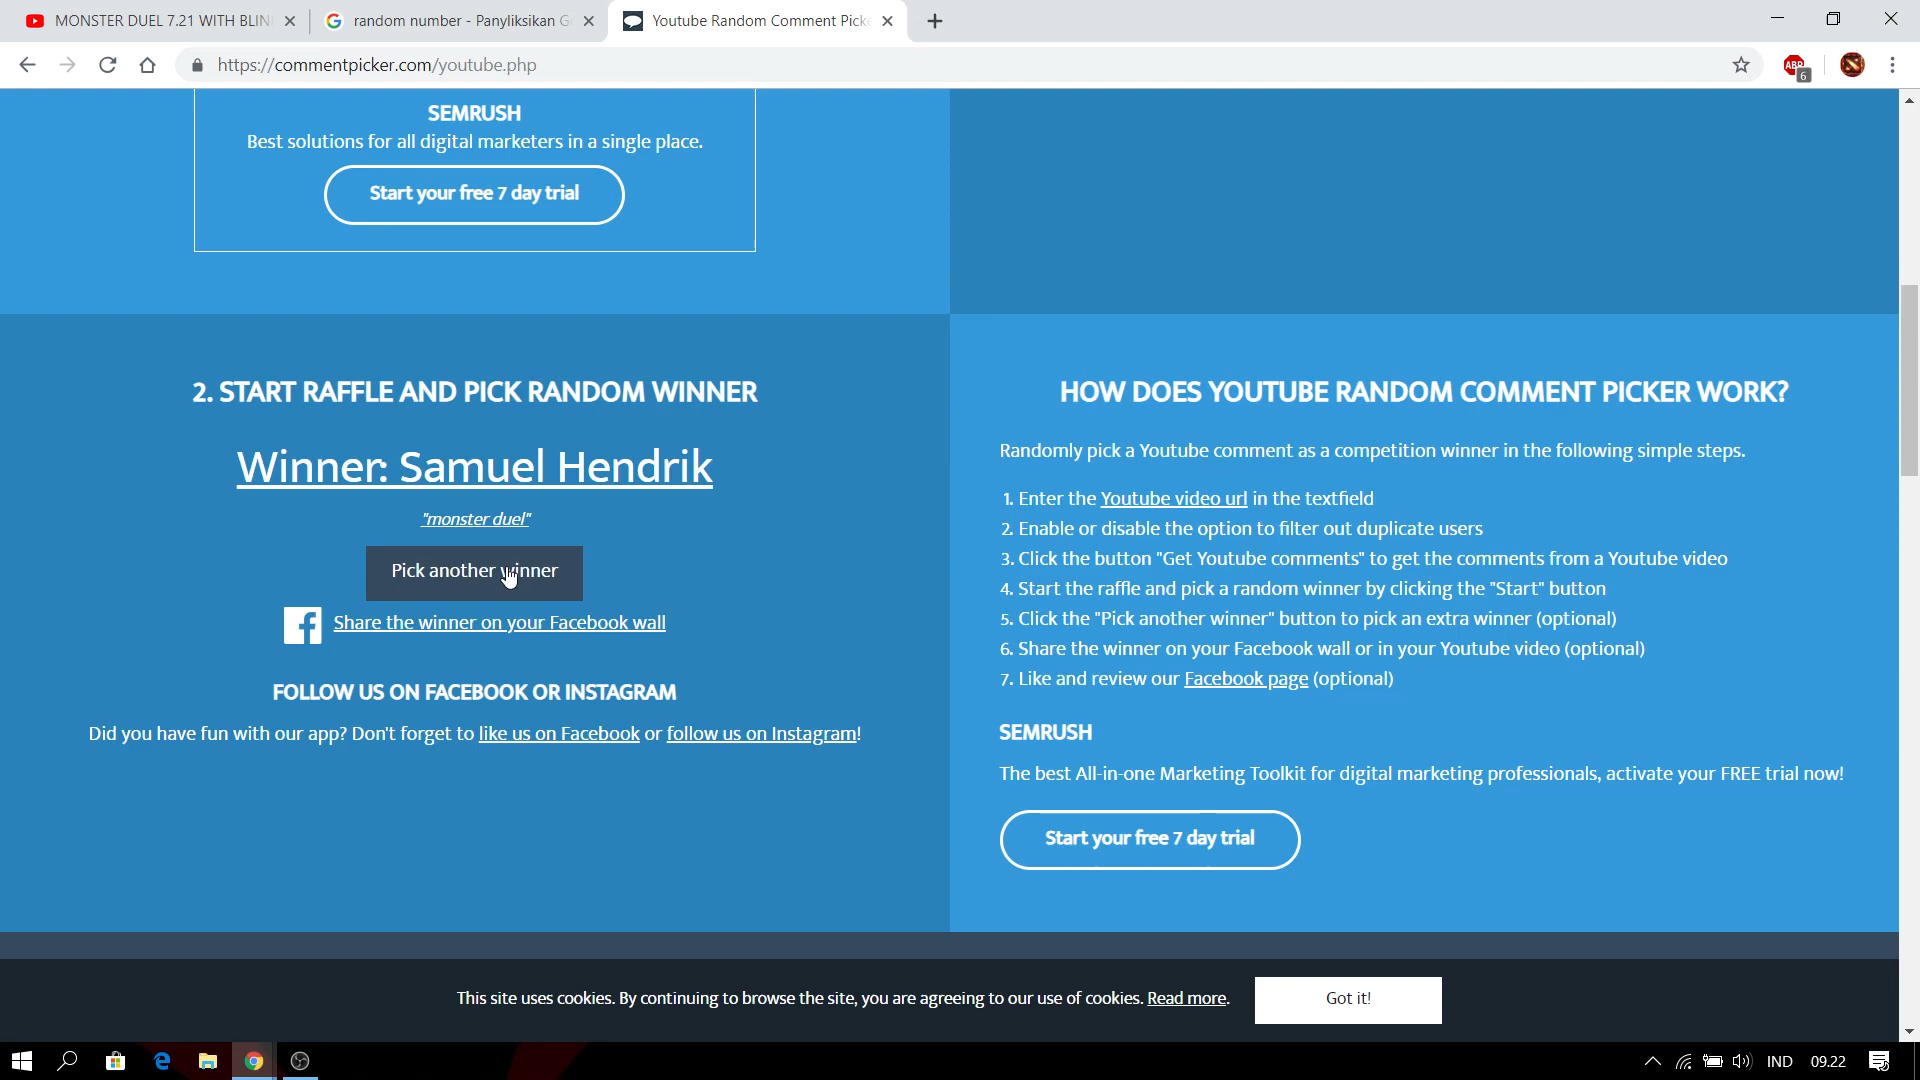 MONSTER DUEL 7.21 WITH BLIN
random number - Panyliksikan G
Youtube Random Comment Picke
https://commentpicker.com/youtube.php
ABP
6
SEMRUSH
Best solutions for all digital marketers in a single place.
Start your free 7 day trial
2. START RAFFLE AND PICK RANDOM WINNER
Winner: Samuel Hendrik
"monster duel"
Pick another winner
Share the winner on your Facebook wall
FOLLOW US ON FACEBOOK OR INSTAGRAM
Did you have fun with our app? Don't forget to like us on Facebook or follow us on Instagram!
HOW DOES YOUTUBE RANDOM COMMENT PICKER WORK?
Randomly pick a Youtube comment as a competition winner in the following simple steps.
1. Enter the Youtube video url in the textfield
2. Enable or disable the option to filter out duplicate users
3. Click the button "Get Youtube comments" to get the comments from a Youtube video
4. Start the raffle and pick a random winner by clicking the "Start" button
5. Click the "Pick another winner" button to pick an extra winner (optional)
6. Share the winner on your Facebook wall or in your Youtube video (optional)
7. Like and review our Facebook page (optional)
SEMRUSH
The best All-in-one Marketing Toolkit for digital marketing professionals, activate your FREE trial now!
Start your free 7 day trial
This site uses cookies. By continuing to browse the site, you are agreeing to our use of cookies. Read more.
Got it!
IND
09.22